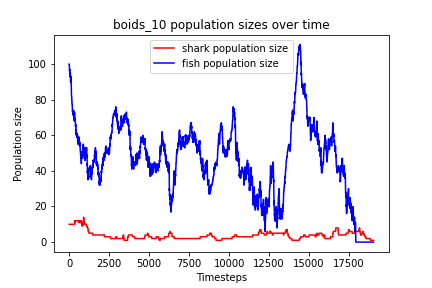 boids_10 population sizes over time
shark population size
fish population size
Population size
100
80
60
40
20
0
0 2500 5000 7500 10000 12500 15000 17500
Timesteps